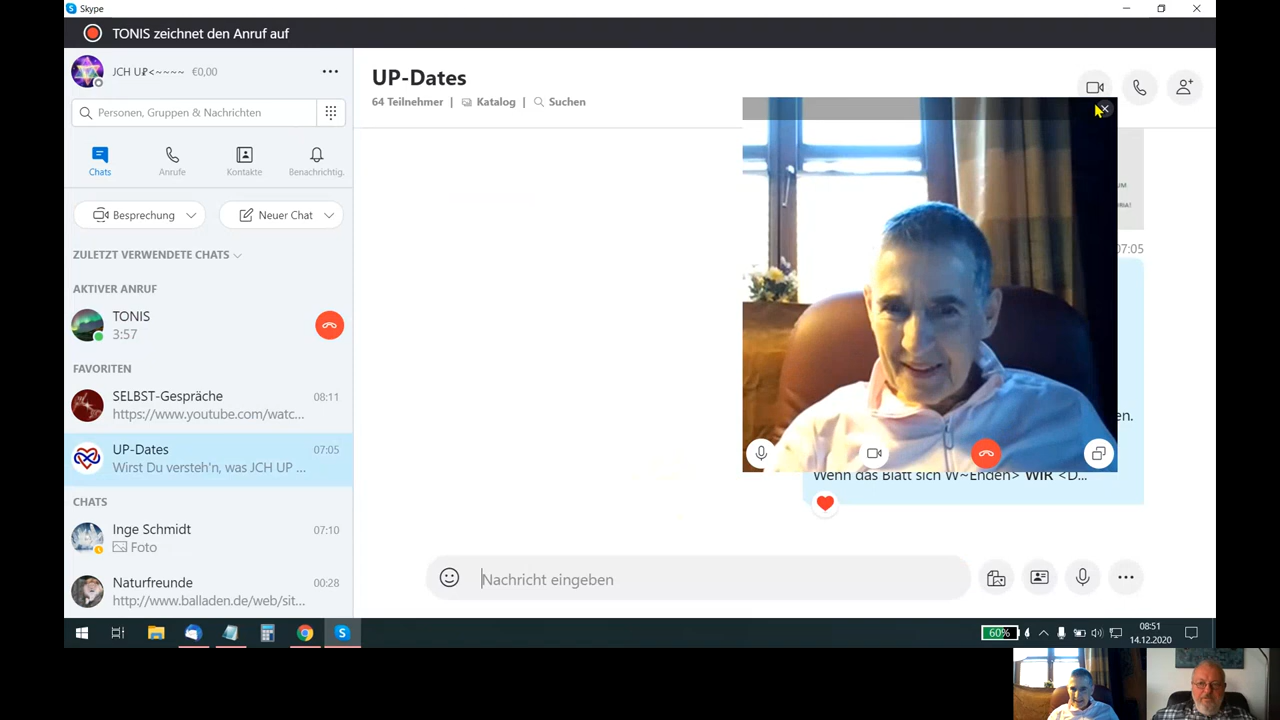 Skype
TONIS zeichnet den Anruf auf
JCH UP<~~~~ €0,00
Personen, Gruppen & Nachrichten
Chats Anrufe Kontakte Benachrichtig.
Besprechung Neuer Chat
ZULETZT VERWENDETE CHATS
AKTIVER ANRUF
TONIS
3:57
FAVORITEN
SELBST-Gespräche 08:11
https://www.youtube.com/watc...
UP-Dates 07:05
Wirst Du versteh'n, was JCH UP ...
CHATS
Inge Schmidt 07:10
Foto
Naturfreunde 00:28
http://www.balladen.de/web/sit...
UP-Dates
64 Teilnehmer | Katalog | Suchen
07:05
en.
Wenn das Blatt sich W~Enden> WIR <D...
Nachricht eingeben
60%
08:51
14.12.2020